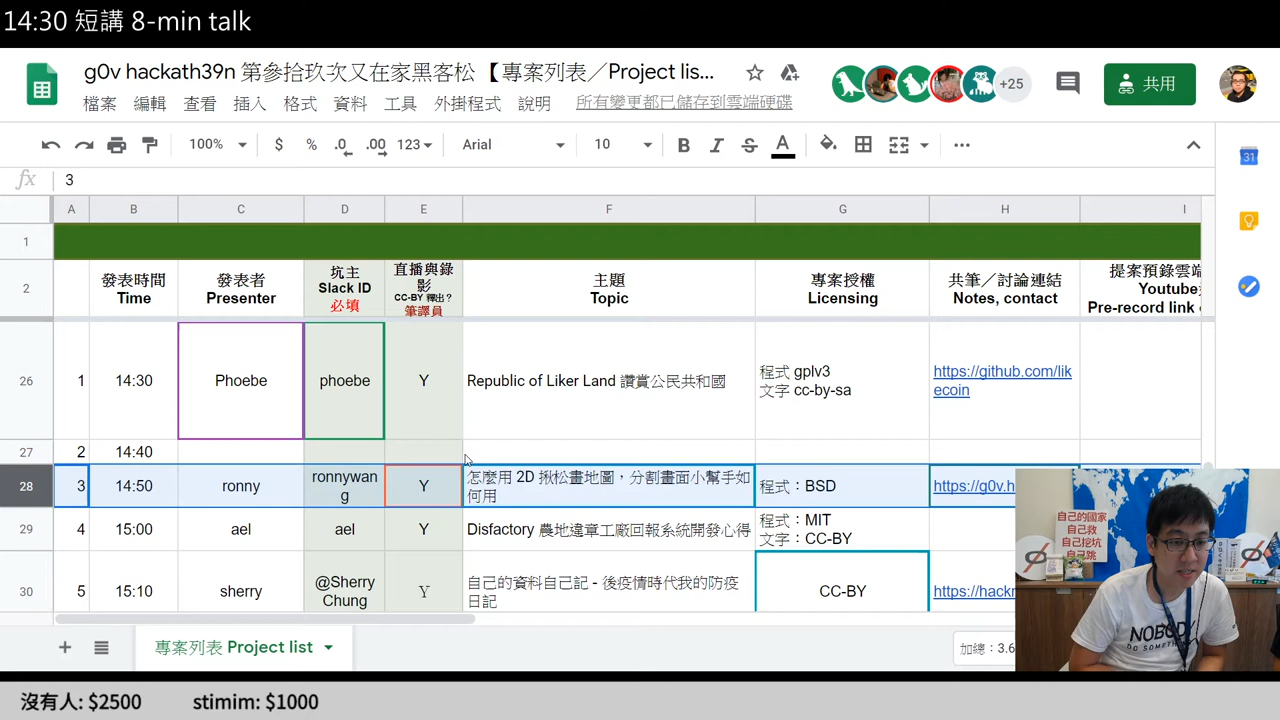 14:30 短講 8-min talk
g0v hackath39n 第參拾玖次又在家黑客松 【專案列表／Project lis...
+25
共用
檔案 編輯 查看 插入 格式 資料 工具 外掛程式 說明 所有變更都已儲存到雲端硬碟
100% $ % .0 .00 123 Arial 10 B I S A
fx 3
A B C D E F G H I
1
2
發表時間
Time
發表者
Presenter
坑主
Slack ID
必填
直播與錄
影
CC-BY 釋出？
筆譯員
主題
Topic
專案授權
Licensing
共筆／討論連結
Notes, contact
提案預錄雲端
Youtube
Pre-record link
26 1 14:30 Phoebe phoebe Y Republic of Liker Land 讚賞公民共和國
程式 gplv3
文字 cc-by-sa
https://github.com/lik
ecoin
27 2 14:40
28 3 14:50 ronny
ronnywan
g
Y
怎麼用 2D 揪松畫地圖，分割畫面小幫手如
何用
程式：BSD
https://g0v.h
29 4 15:00 ael ael Y Disfactory 農地違章工廠回報系統開發心得
程式：MIT
文字：CC-BY
30 5 15:10 sherry
@Sherry
Chung
Y
自己的資料自己記 - 後疫情時代我的防疫
日記
CC-BY
https://hackn
自己的國家
自己救
自己挖坑
自己跳
NOBODY
DO SOMETHING
31
專案列表 Project list
加總：3.6
沒有人: $2500 stimim: $1000